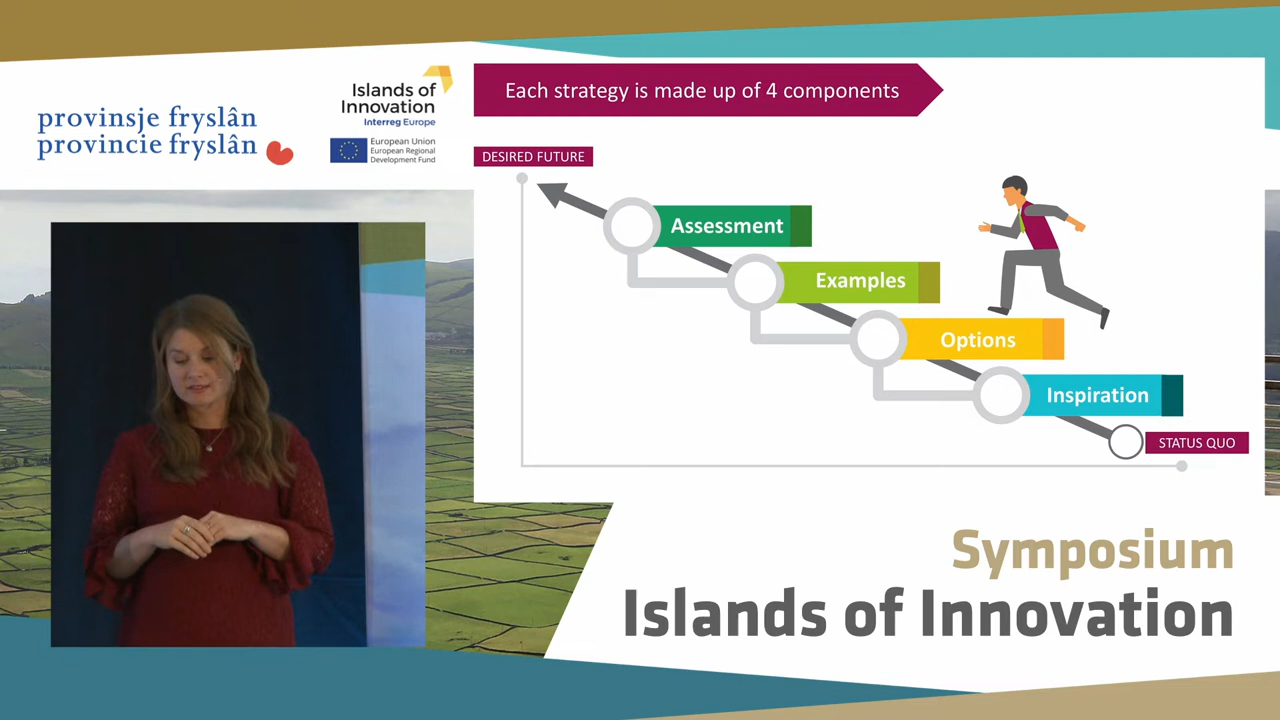 provinsje fryslân
provincie fryslân
Islands of
Innovation
Interreg Europe
European Union
European Regional
Development Fund
Each strategy is made up of 4 components
DESIRED FUTURE
Assessment
Examples
Options
Inspiration
STATUS QUO
Symposium
Islands of Innovation